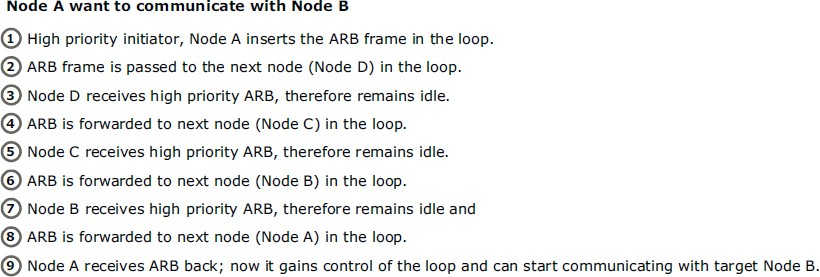 Node A want to communicate with Node B
1 High priority initiator, Node A inserts the ARB frame in the loop.
2 ARB frame is passed to the next node (Node D) in the loop.
3 Node D receives high priority ARB, therefore remains idle.
4 ARB is forwarded to next node (Node C) in the loop.
5 Node C receives high priority ARB, therefore remains idle.
6 ARB is forwarded to next node (Node B) in the loop.
7 Node B receives high priority ARB, therefore remains idle and
8 ARB is forwarded to next node (Node A) in the loop.
9 Node A receives ARB back; now it gains control of the loop and can start communicating with target Node B.